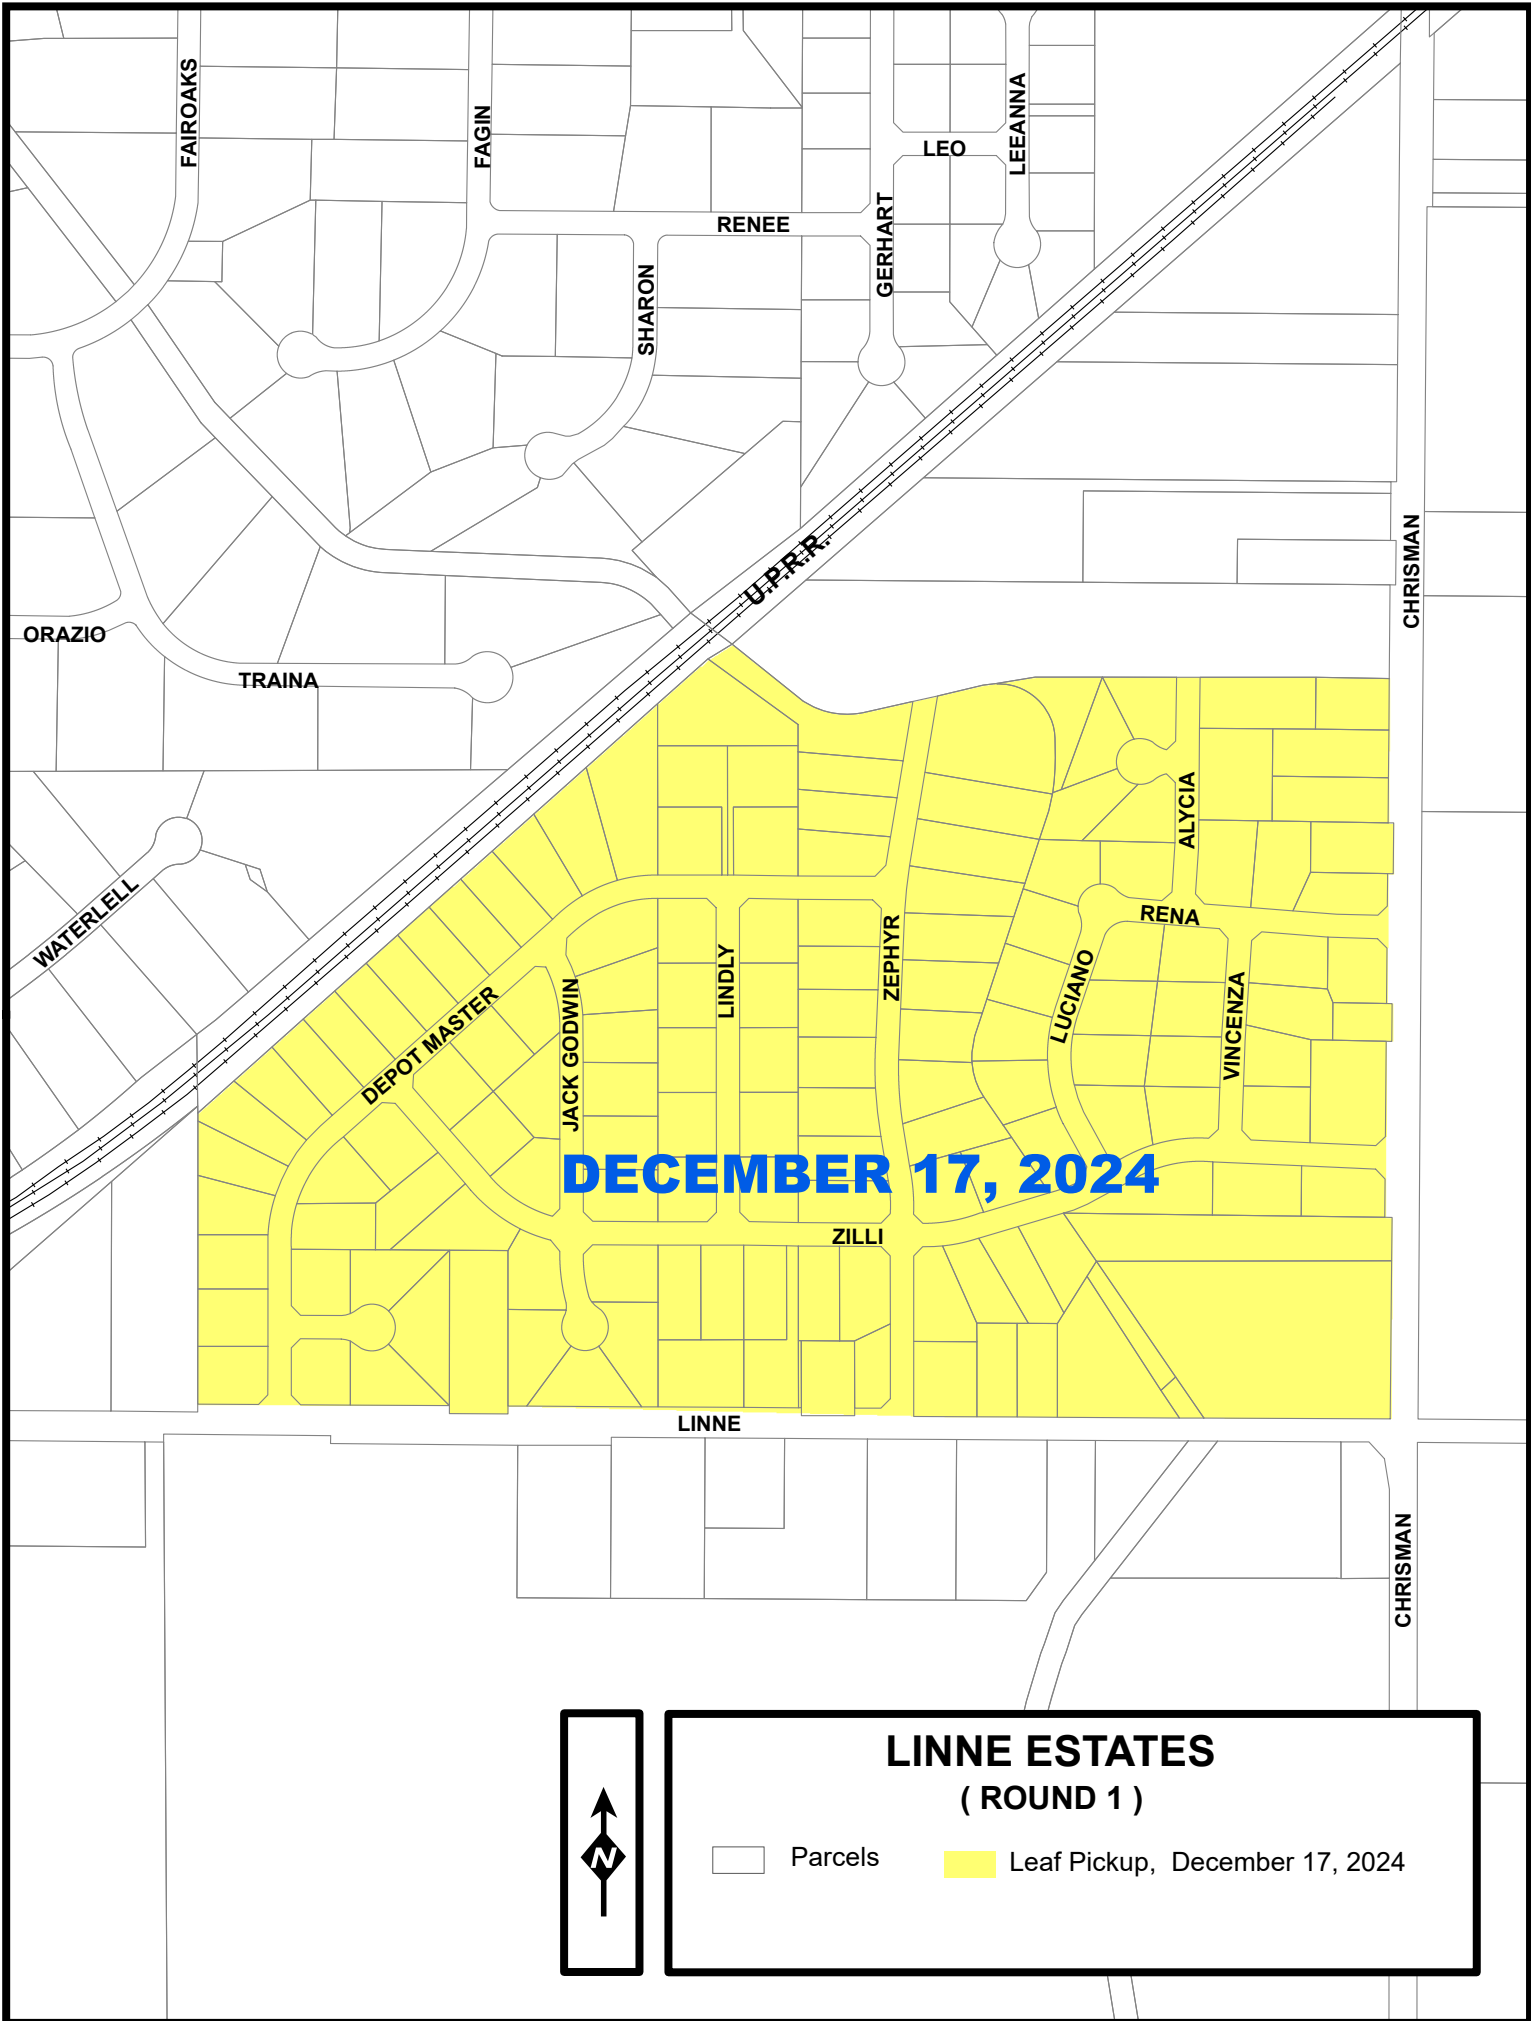 FAIROAKS
FAGIN
LEEANNA
LEO
RENEE
GERHART
SHARON
U.P.R.R.
CHRISMAN
ORAZIO
TRAINA
ALYCIA
WATERLELL
RENA
ZEPHYR
LINDLY
LUCIANO
VINCENZA
JACK GODWIN
DEPOT MASTER
DECEMBER 17, 2024
ZILLI
LINNE
CHRISMAN
LINNE ESTATES
( ROUND 1 )
N
Parcels
Leaf Pickup, December 17, 2024